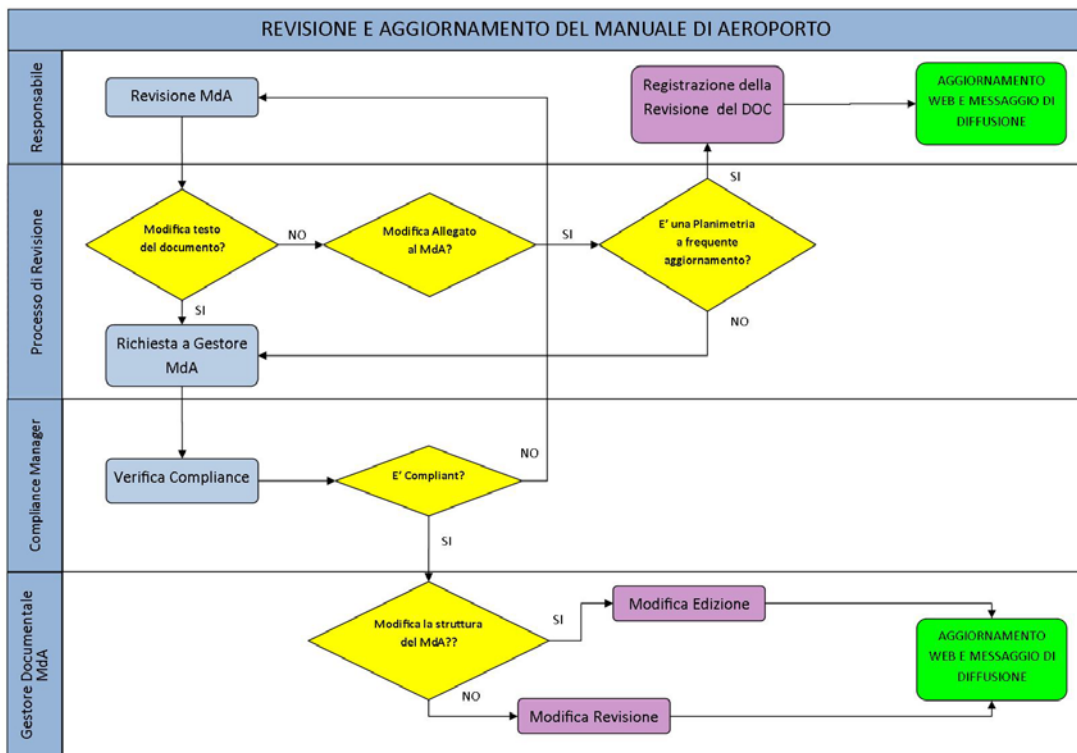 REVISIONE E AGGIORNAMENTO DEL MANUALE DI AEROPORTO
Responsabile
Revisione MdA
Registrazione della
Revisione del DOC
AGGIORNAMENTO
WEB E MESSAGGIO DI
DIFFUSIONE
Processo di Revisione
SI
Modifica testo
del documento?
NO
Modifica Allegato
al MdA?
SI
E' una Planimetria
a frequente
aggiornamento?
SI
NO
Richiesta a Gestore
MdA
Compliance Manager
Verifica Compliance
E' Compliant?
NO
SI
Gestore Documentale
MdA
Modifica la struttura
del MdA??
SI
Modifica Edizione
NO
Modifica Revisione
AGGIORNAMENTO
WEB E MESSAGGIO DI
DIFFUSIONE